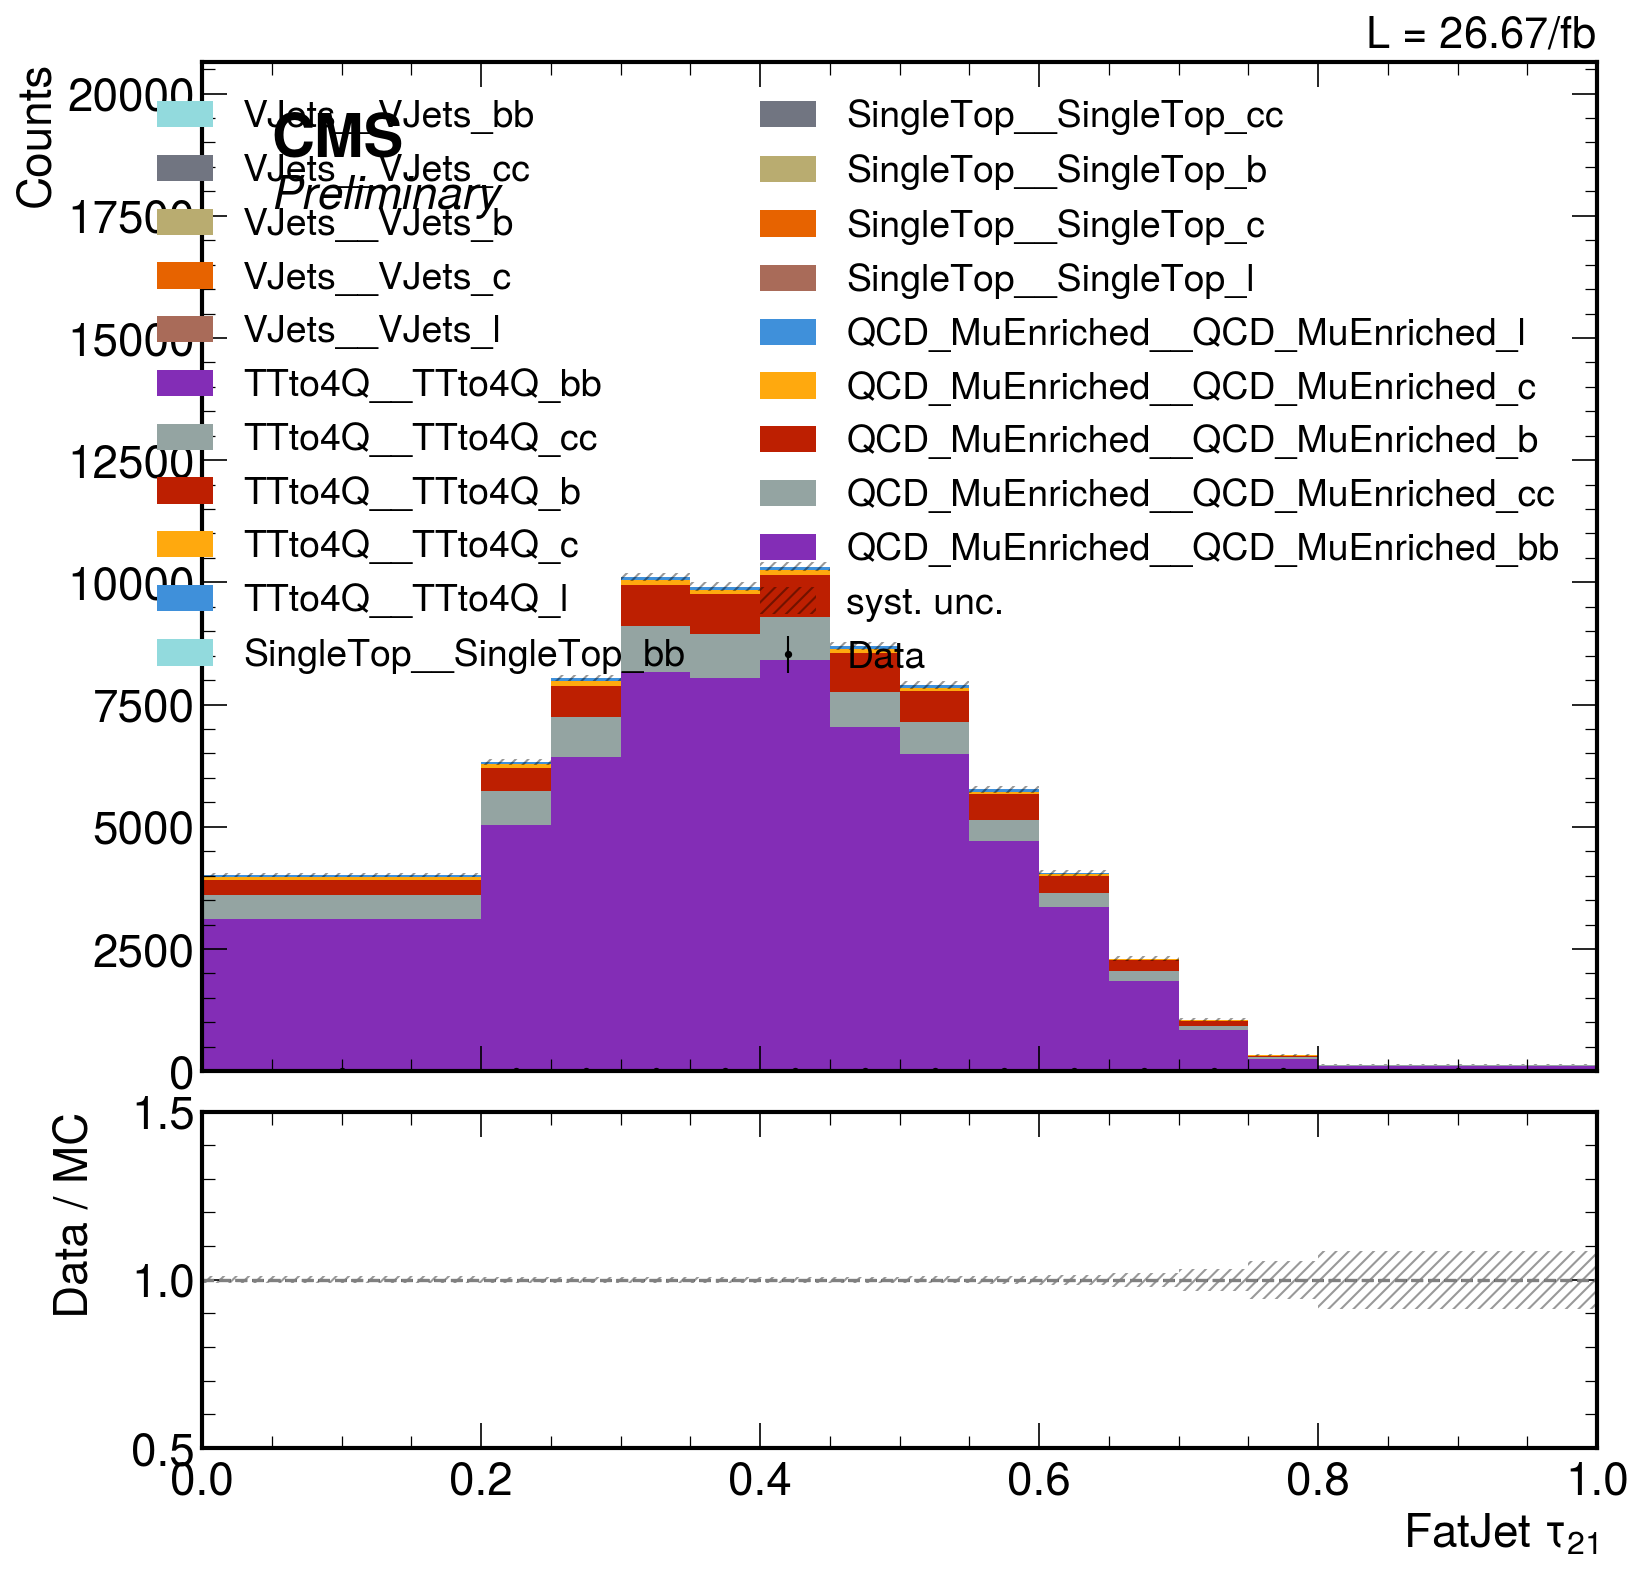 L = 26.67/fb
Counts
20000
17500
15000
12500
10000
7500
5000
2500
0
CMS
Preliminary
VJets__VJets_bb
VJets__VJets_cc
VJets__VJets_b
VJets__VJets_c
VJets__VJets_l
TTto4Q__TTto4Q_bb
TTto4Q__TTto4Q_cc
TTto4Q__TTto4Q_b
TTto4Q__TTto4Q_c
TTto4Q__TTto4Q_l
SingleTop__SingleTop_bb
SingleTop__SingleTop_cc
SingleTop__SingleTop_b
SingleTop__SingleTop_c
SingleTop__SingleTop_l
QCD_MuEnriched__QCD_MuEnriched_l
QCD_MuEnriched__QCD_MuEnriched_c
QCD_MuEnriched__QCD_MuEnriched_b
QCD_MuEnriched__QCD_MuEnriched_cc
QCD_MuEnriched__QCD_MuEnriched_bb
syst. unc.
Data
Data / MC
1.5
1.0
0.5
0.0 0.2 0.4 0.6 0.8 1.0
FatJet τ21